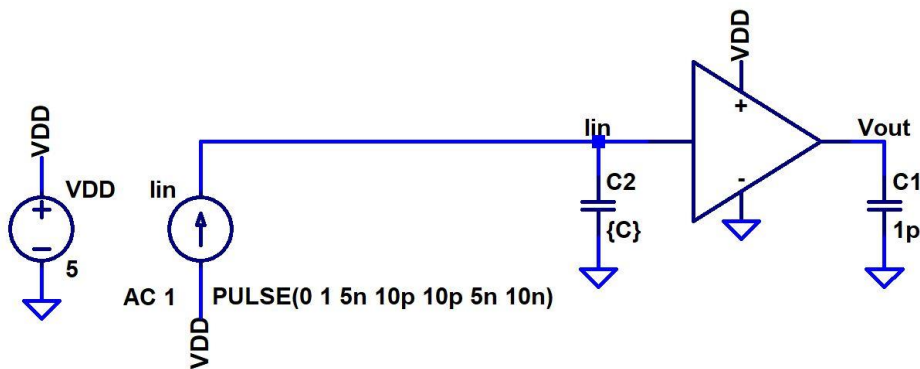 VDD
Iin
Vout
VDD
VDD
Iin
+
C2
C1
+
-
-
{C}
1p
5
AC 1
PULSE(0 1 5n 10p 10p 5n 10n)
VDD